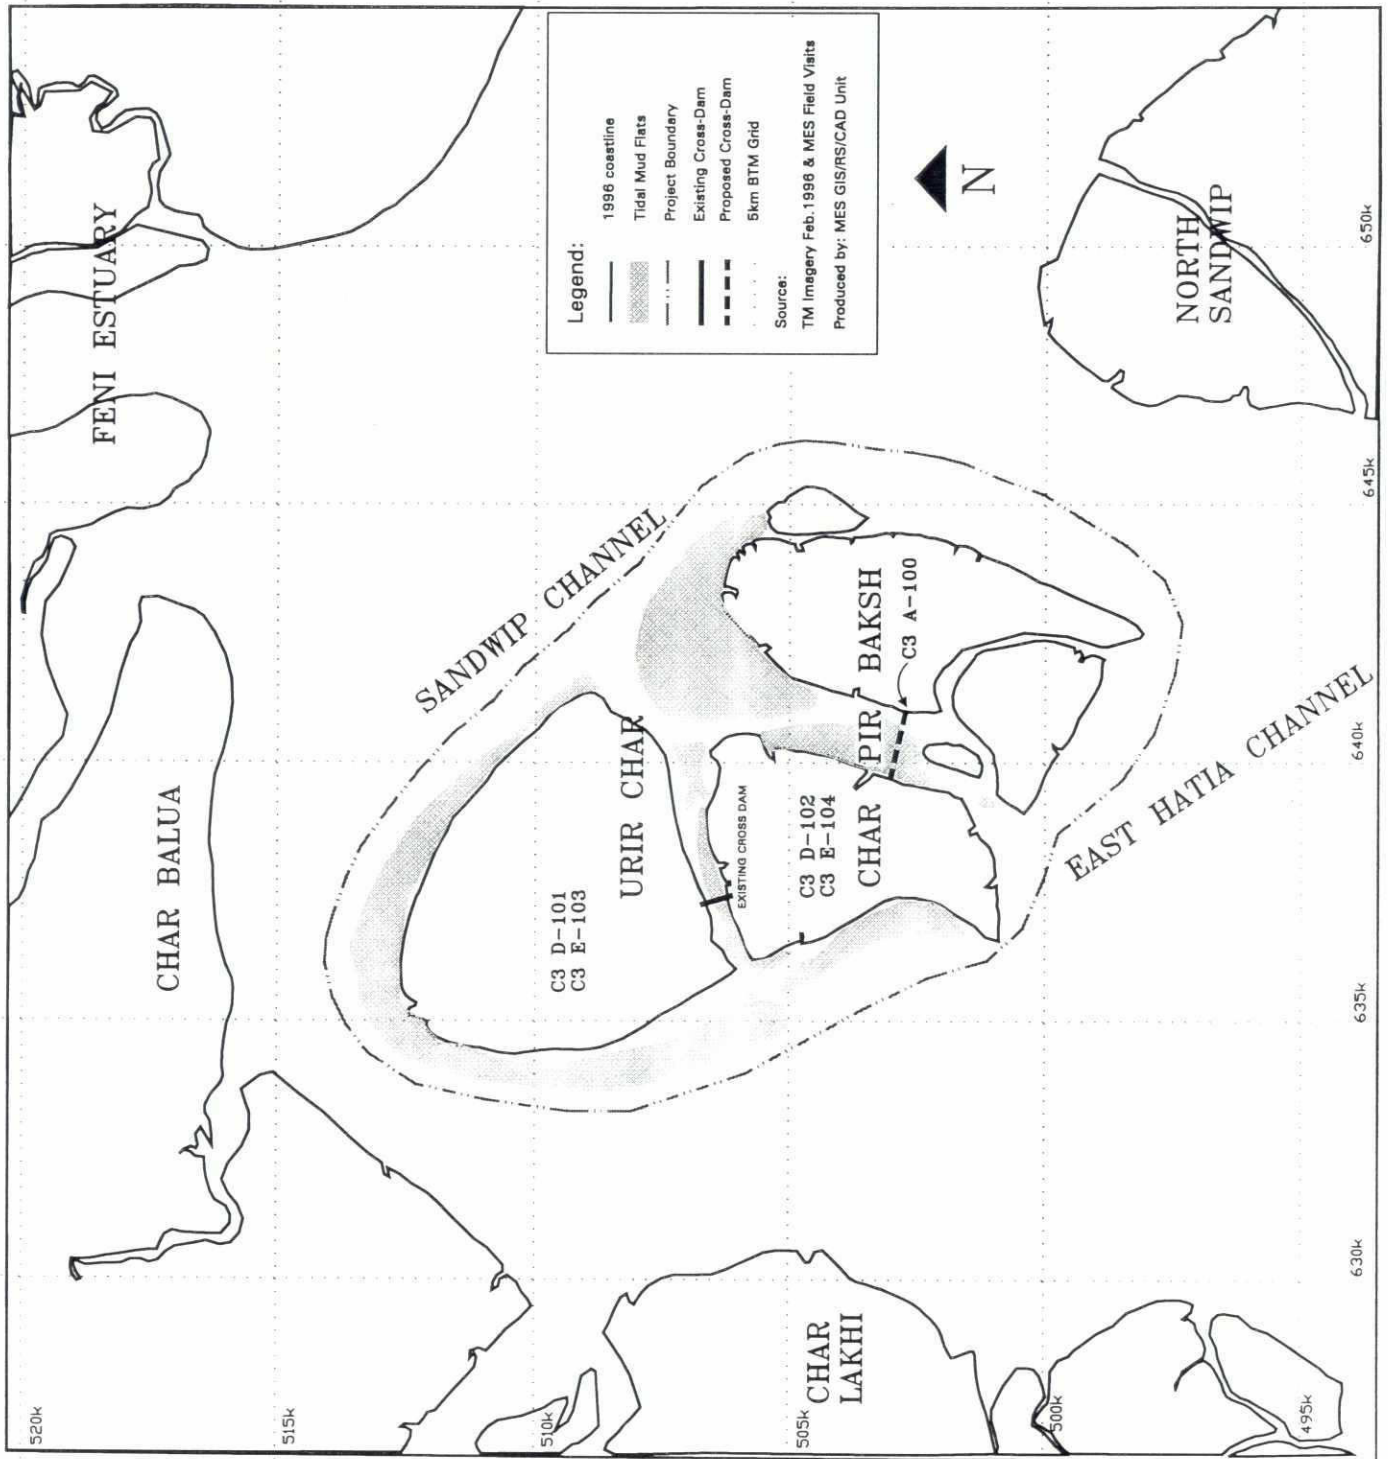 520k
515k
510k
505k
500k
495k
630k
635k
640k
645k
650k
FENI ESTUARY
CHAR BALUA
SANDWIP CHANNEL
URIR CHAR
C3 D-101
C3 E-103
EXISTING CROSS DAM
C3 D-102
C3 E-104
CHAR PIR BAKSH
C3 A-100
EAST HATIA CHANNEL
CHAR
LAKHI
NORTH
SANDWIP
N
Legend:
1996 coastline
Tidal Mud Flats
Project Boundary
Existing Cross-Dam
Proposed Cross-Dam
5km BTM Grid
Source:
TM Imagery Feb.1996 & MES Field Visits
Produced by: MES GIS/RS/CAD Unit